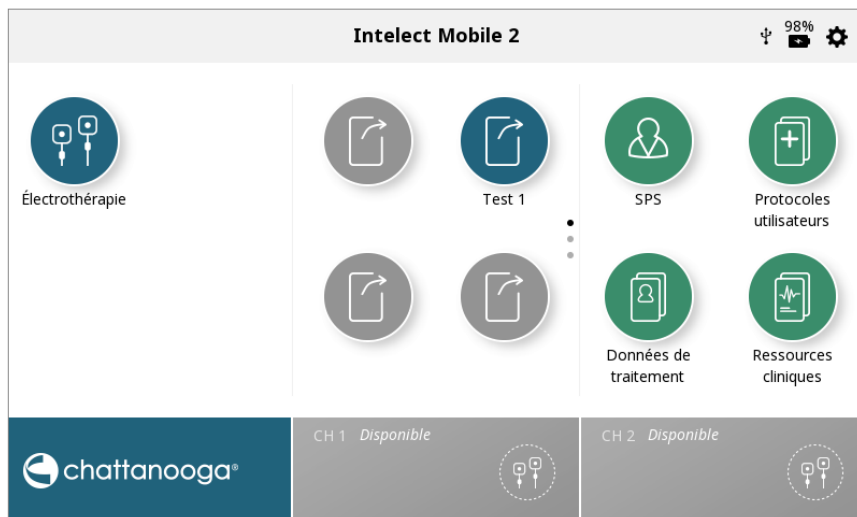 Intelect Mobile 2
98%
Électrothérapie
Test 1
SPS
Protocoles
utilisateurs
Données de
traitement
Ressources
cliniques
chattanooga®
CH 1 Disponible
CH 2 Disponible